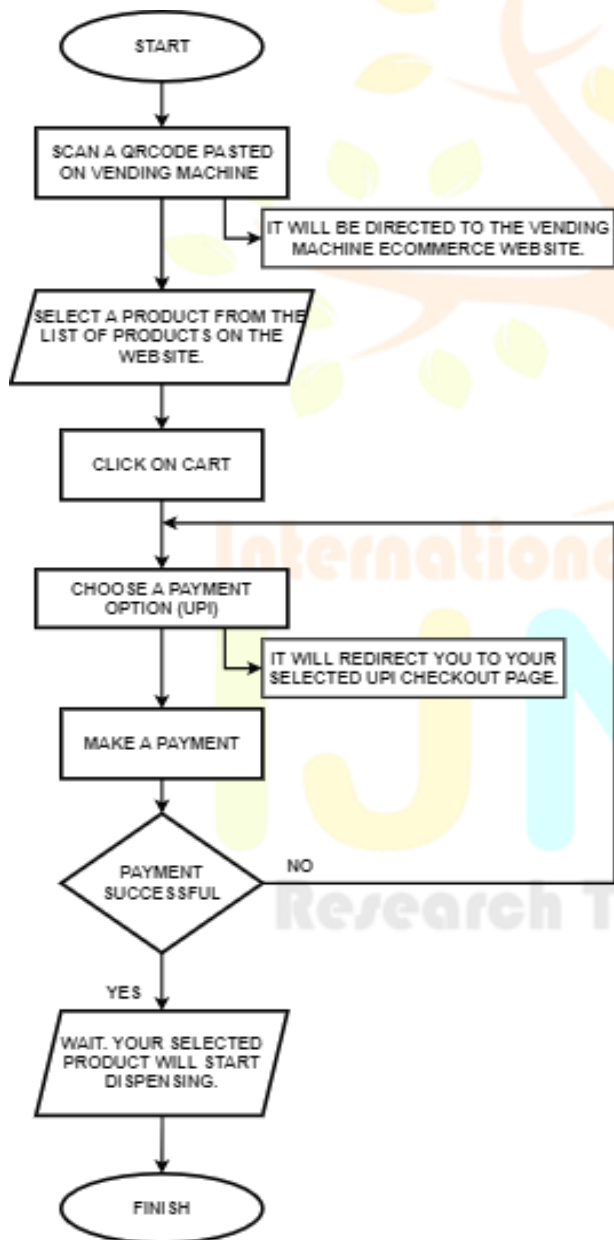 START
SCAN A QRCODE PASTED
ON VENDING MACHINE
IT WILL BE DIRECTED TO THE VENDING
MACHINE ECOMMERCE WEBSITE.
SELECT A PRODUCT FROM THE
LIST OF PRODUCTS ON THE
WEBSITE.
CLICK ON CART
CHOOSE A PAYMENT
OPTION (UPI)
IT WILL REDIRECT YOU TO YOUR
SELECTED UPI CHECKOUT PAGE.
MAKE A PAYMENT
PAYMENT
SUCCESSFUL
NO
YES
WAIT. YOUR SELECTED
PRODUCT WILL START
DISPENSING.
FINISH
Internationa
IJN
Research T